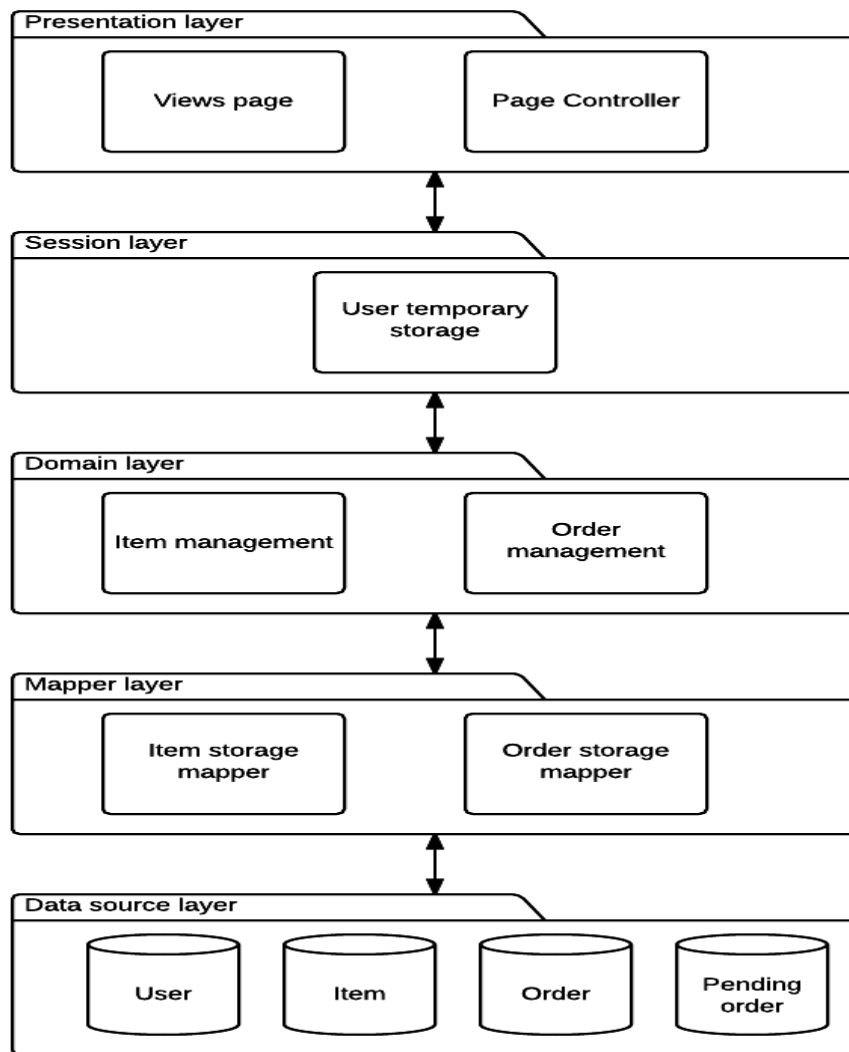 Presentation layer
Views page
Page Controller
Session layer
User temporary
storage
Domain layer
Item management
Order
management
Mapper layer
Item storage
mapper
Order storage
mapper
Data source layer
User
Item
Order
Pending
order